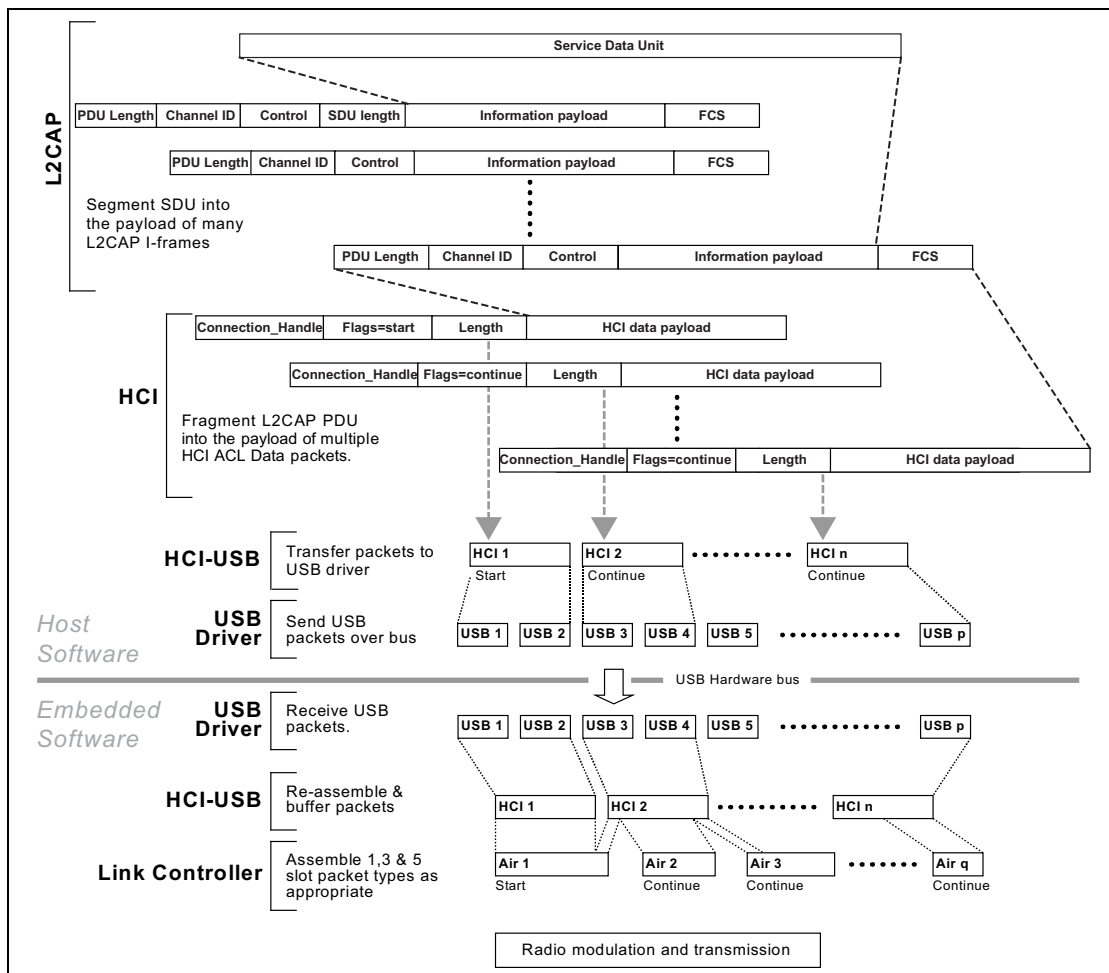 Service Data Unit
L2CAP
PDU Length Channel ID Control SDU length Information payload FCS
PDU Length Channel ID Control Information payload FCS
Segment SDU into
the payload of many
L2CAP I-frames
PDU Length Channel ID Control Information payload FCS
HCI
Connection_Handle Flags=start Length HCI data payload
Connection_Handle Flags=continue Length HCI data payload
Fragment L2CAP PDU
into the payload of multiple
HCI ACL Data packets.
Connection_Handle Flags=continue Length HCI data payload
HCI-USB
Transfer packets to
USB driver
HCI 1 HCI 2 HCI n
Start Continue Continue
Host
Software
USB
Driver
Send USB
packets over bus
USB 1 USB 2 USB 3 USB 4 USB 5 USB p
USB Hardware bus
Embedded
Software
USB
Driver
Receive USB
packets.
USB 1 USB 2 USB 3 USB 4 USB 5 USB p
HCI-USB
Re-assemble &
buffer packets
HCI 1 HCI 2 HCI n
Link Controller
Assemble 1,3 & 5
slot packet types as
appropriate
Air 1 Air 2 Air 3 Air q
Start Continue Continue Continue
Radio modulation and transmission